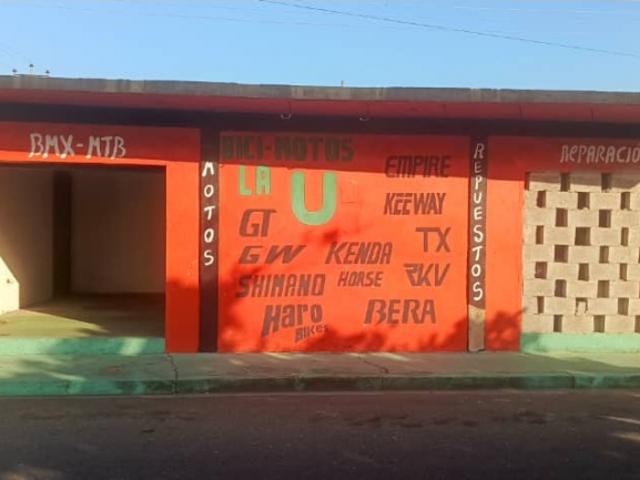 BMX-MTB
MOTOS
BICI-MOTOS
LA U
EMPIRE
KEEWAY
GT
TX
GW KENDA
SHIMANO HORSE RKV
Haro
Bikes
BERA
REPUESTOS
REPARACIO